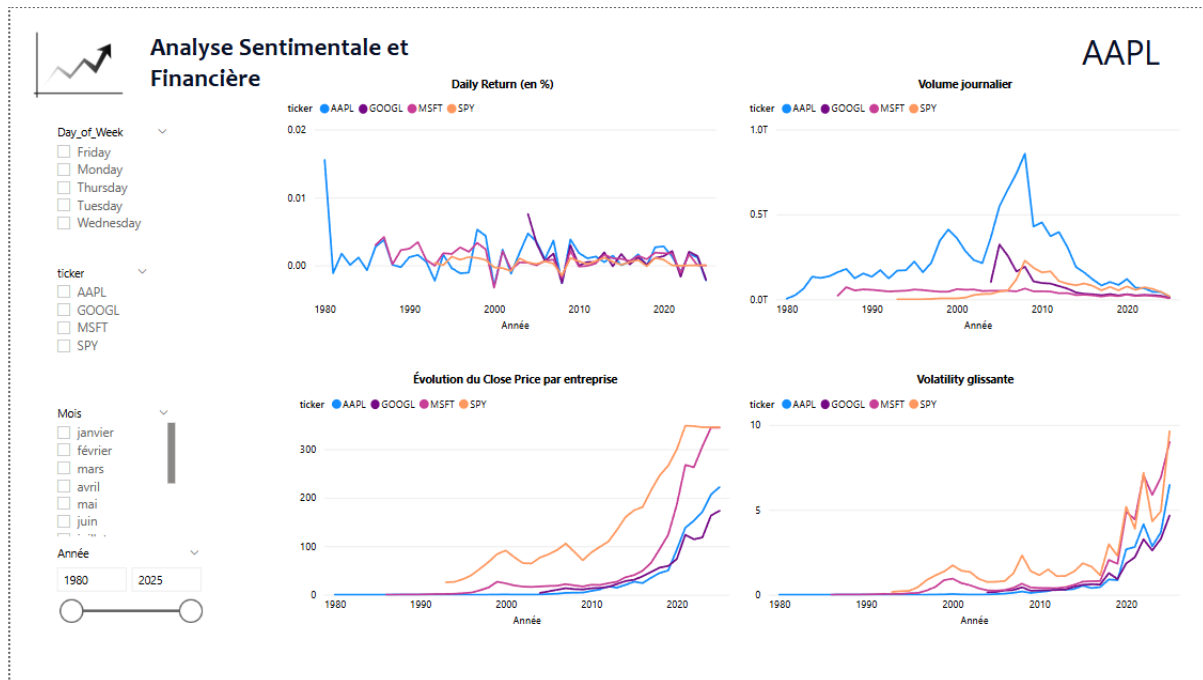 Analyse Sentimentale et
Financière
AAPL
Day_of_Week
Friday
Monday
Thursday
Tuesday
Wednesday
ticker
AAPL
GOOGL
MSFT
SPY
Mois
janvier
février
mars
avril
mai
juin
Année
1980 2025
Daily Return (en %)
ticker AAPL GOOGL MSFT SPY
0.02
0.01
0.00
1980 1990 2000 2010 2020
Année
Volume journalier
ticker AAPL GOOGL MSFT SPY
1.0T
0.5T
0.0T
1980 1990 2000 2010 2020
Année
Évolution du Close Price par entreprise
ticker AAPL GOOGL MSFT SPY
300
200
100
0
1980 1990 2000 2010 2020
Année
Volatility glissante
ticker AAPL GOOGL MSFT SPY
10
5
0
1980 1990 2000 2010 2020
Année